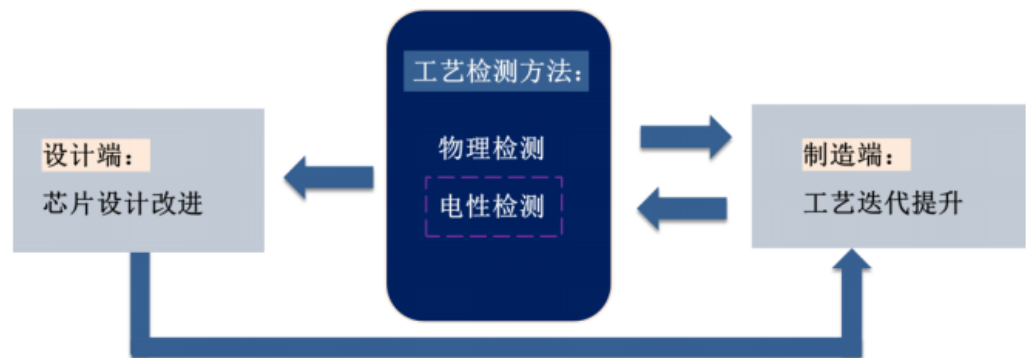 工艺检测方法：
物理检测
电性检测
设计端：
芯片设计改进
制造端：
工艺迭代提升